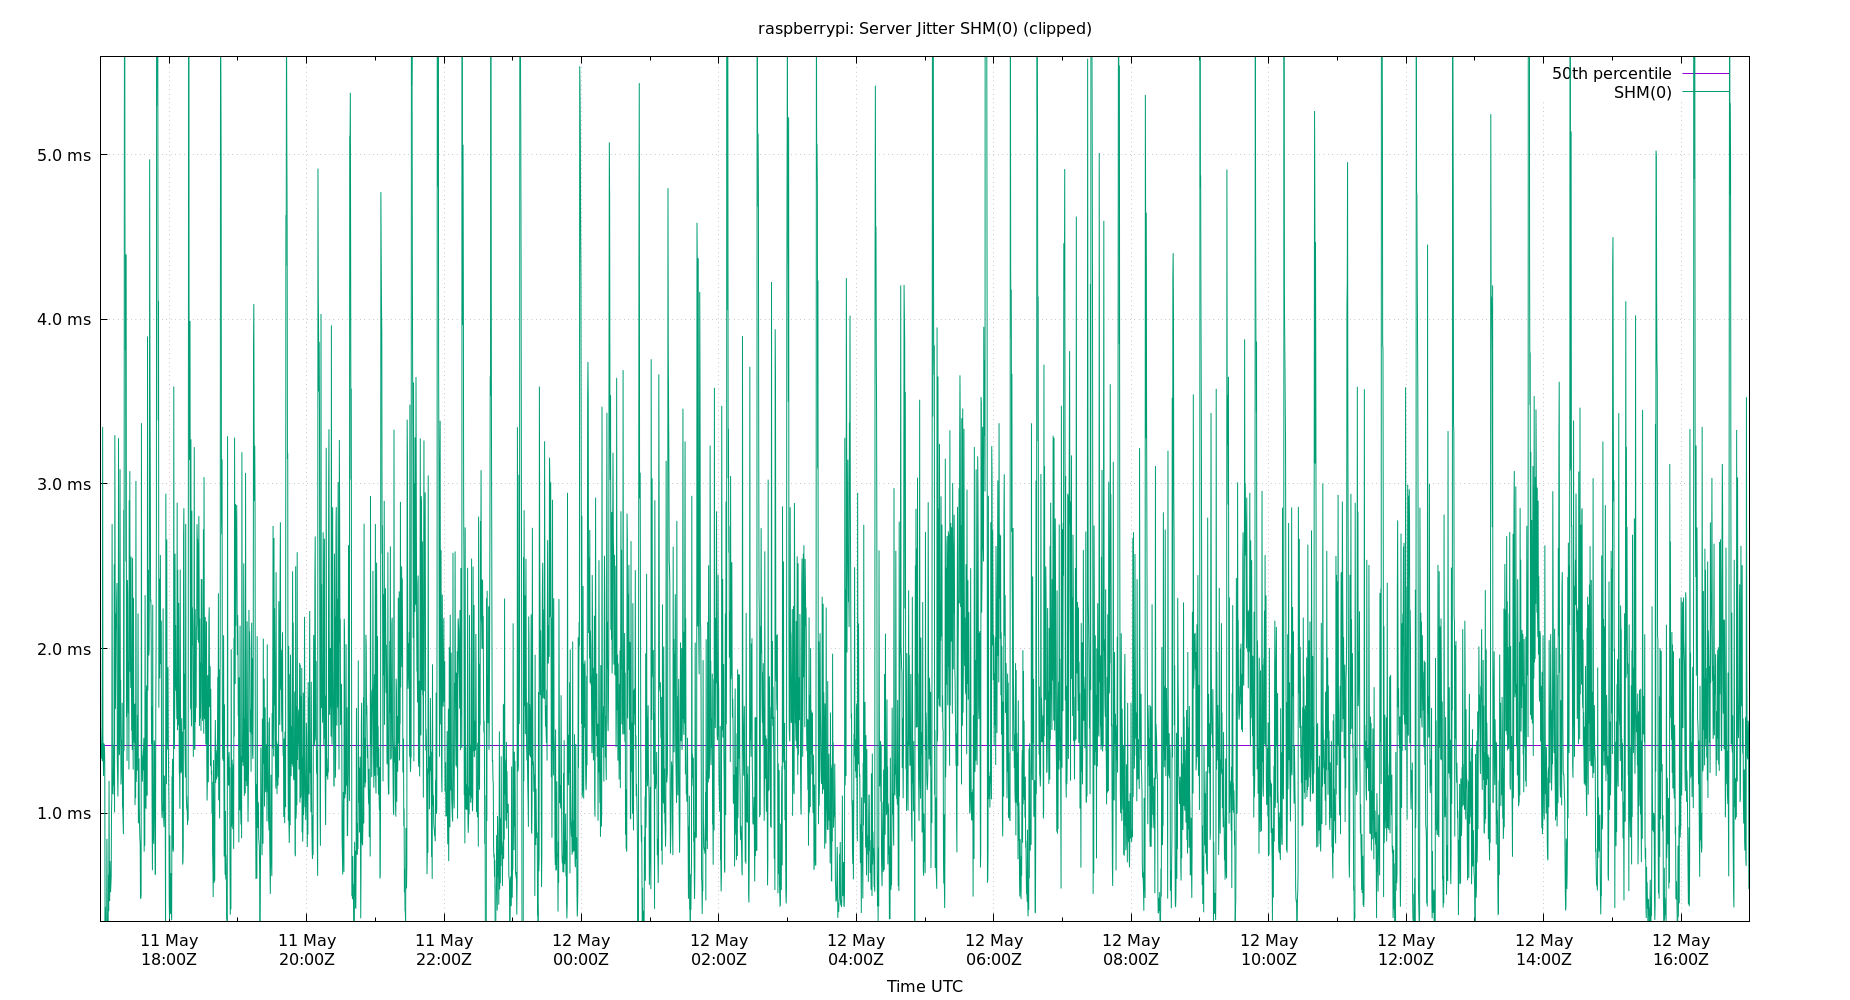 raspberrypi: Server Jitter SHM(0) (clipped)
50th percentile
SHM(0)
5.0 ms
4.0 ms
3.0 ms
2.0 ms
1.0 ms
11 May 11 May 11 May 12 May 12 May 12 May 12 May 12 May 12 May 12 May 12 May 12 May
18:00Z 20:00Z 22:00Z 00:00Z 02:00Z 04:00Z 06:00Z 08:00Z 10:00Z 12:00Z 14:00Z 16:00Z
Time UTC